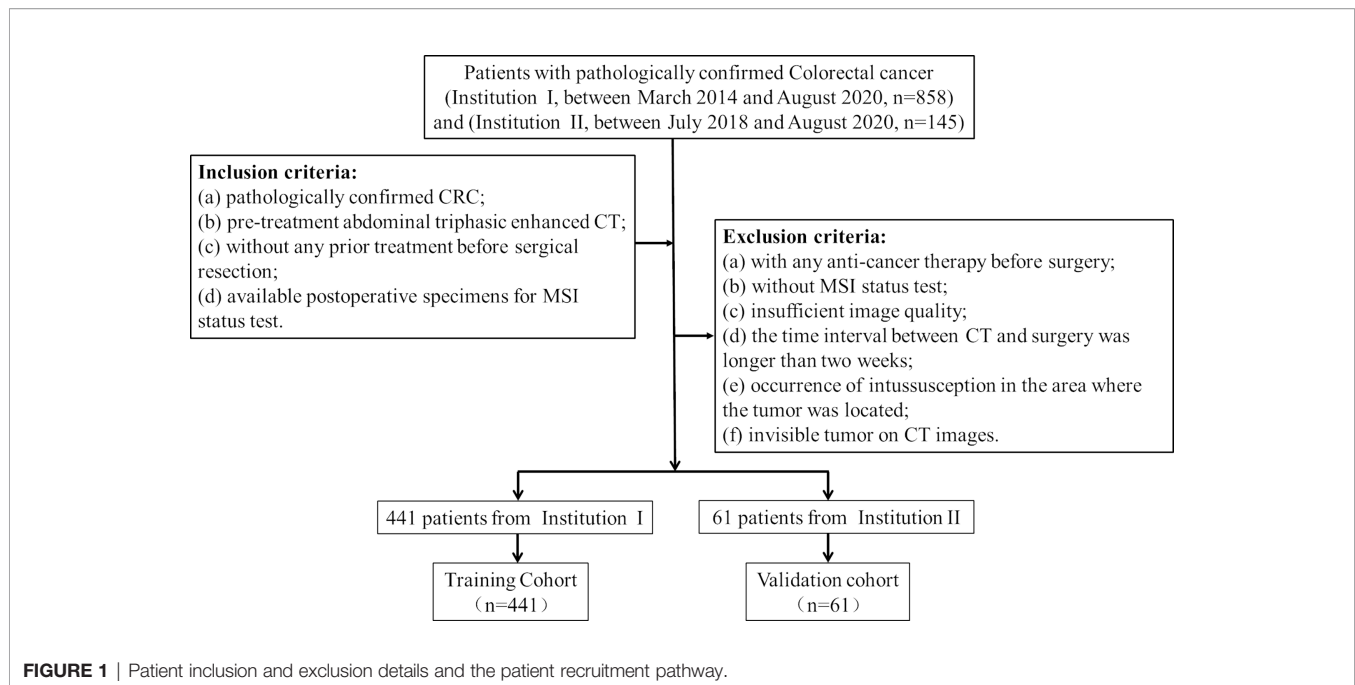 Patients with pathologically confirmed Colorectal cancer
(Institution I, between March 2014 and August 2020, n=858)
and (Institution II, between July 2018 and August 2020, n=145)
Inclusion criteria:
(a) pathologically confirmed CRC;
(b) pre-treatment abdominal triphasic enhanced CT;
(c) without any prior treatment before sergical
resection;
(d) available postoperative specimens for MSI
status test.
Exclusion criteria:
(a) with any anti-cancer therapy before surgery;
(b) without MSI status test;
(c) insufficient image quality;
(d) the time interval between CT and surgery was
longer than two weeks;
(e) occurrence of intussusception in the area where
the tumor was located;
(f) invisible tumor on CT images.
441 patients from Institution I
61 patients from Institution II
Training Cohort
（n=441）
Validation cohort
（n=61）
FIGURE 1 | Patient inclusion and exclusion details and the patient recruitment pathway.